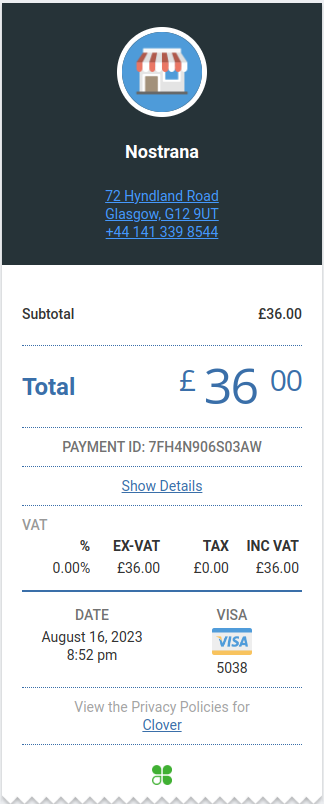 Nostrana
72 Hyndland Road
Glasgow, G12 9UT
+44 141 339 8544
Subtotal £36.00
Total £ 36 00
PAYMENT ID: 7FH4N906S03AW
Show Details
VAT
% EX-VAT TAX INC VAT
0.00% £36.00 £0.00 £36.00
DATE VISA
August 16, 2023 VISA
8:52 pm 5038
View the Privacy Policies for
Clover